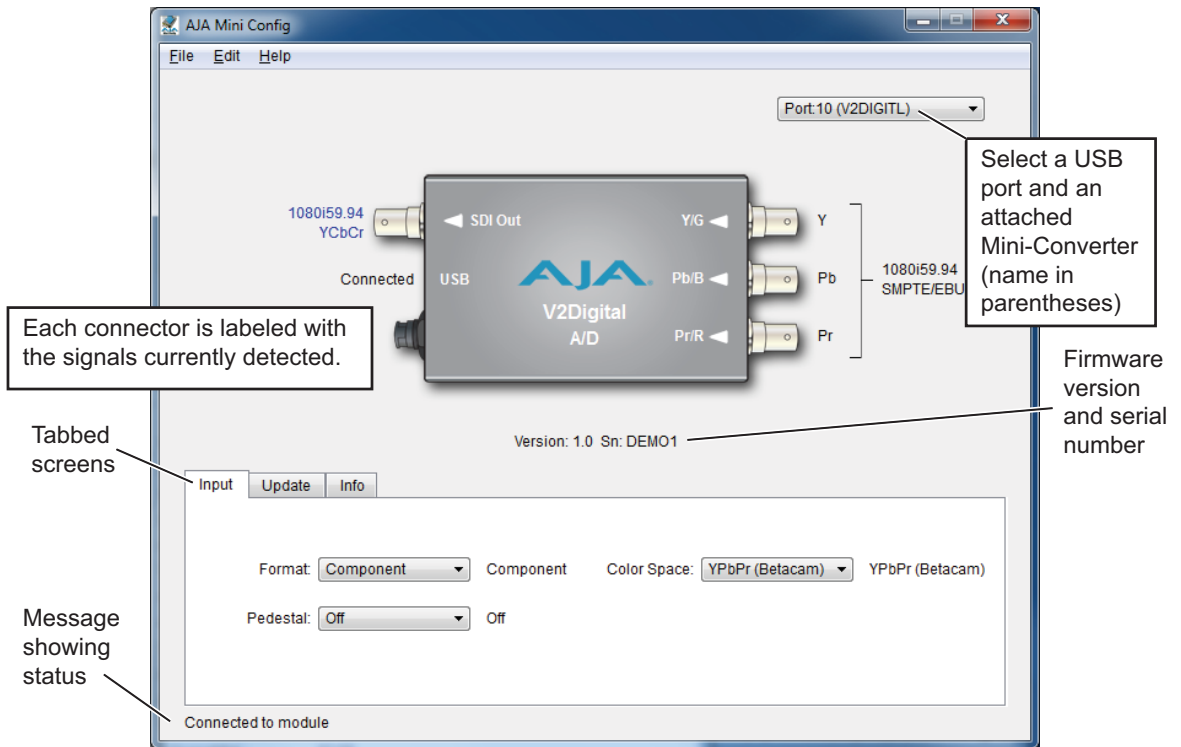 AJA Mini Config
File Edit Help
Port:10 (V2DIGITL)
Select a USB
port and an
attached
Mini-Converter
(name in
parentheses)
1080i59.94
YCbCr
SDI Out
Y/G
Y
Connected
USB
AJA
Pb/B
Pb
1080i59.94
SMPTE/EBU
V2Digital
A/D
Pr/R
Pr
Each connector is labeled with
the signals currently detected.
Firmware
version
and serial
number
Version: 1.0 Sn: DEMO1
Tabbed
screens
Input Update Info
Format: Component Component Color Space: YPbPr (Betacam) YPbPr (Betacam)
Pedestal: Off Off
Message
showing
status
Connected to module